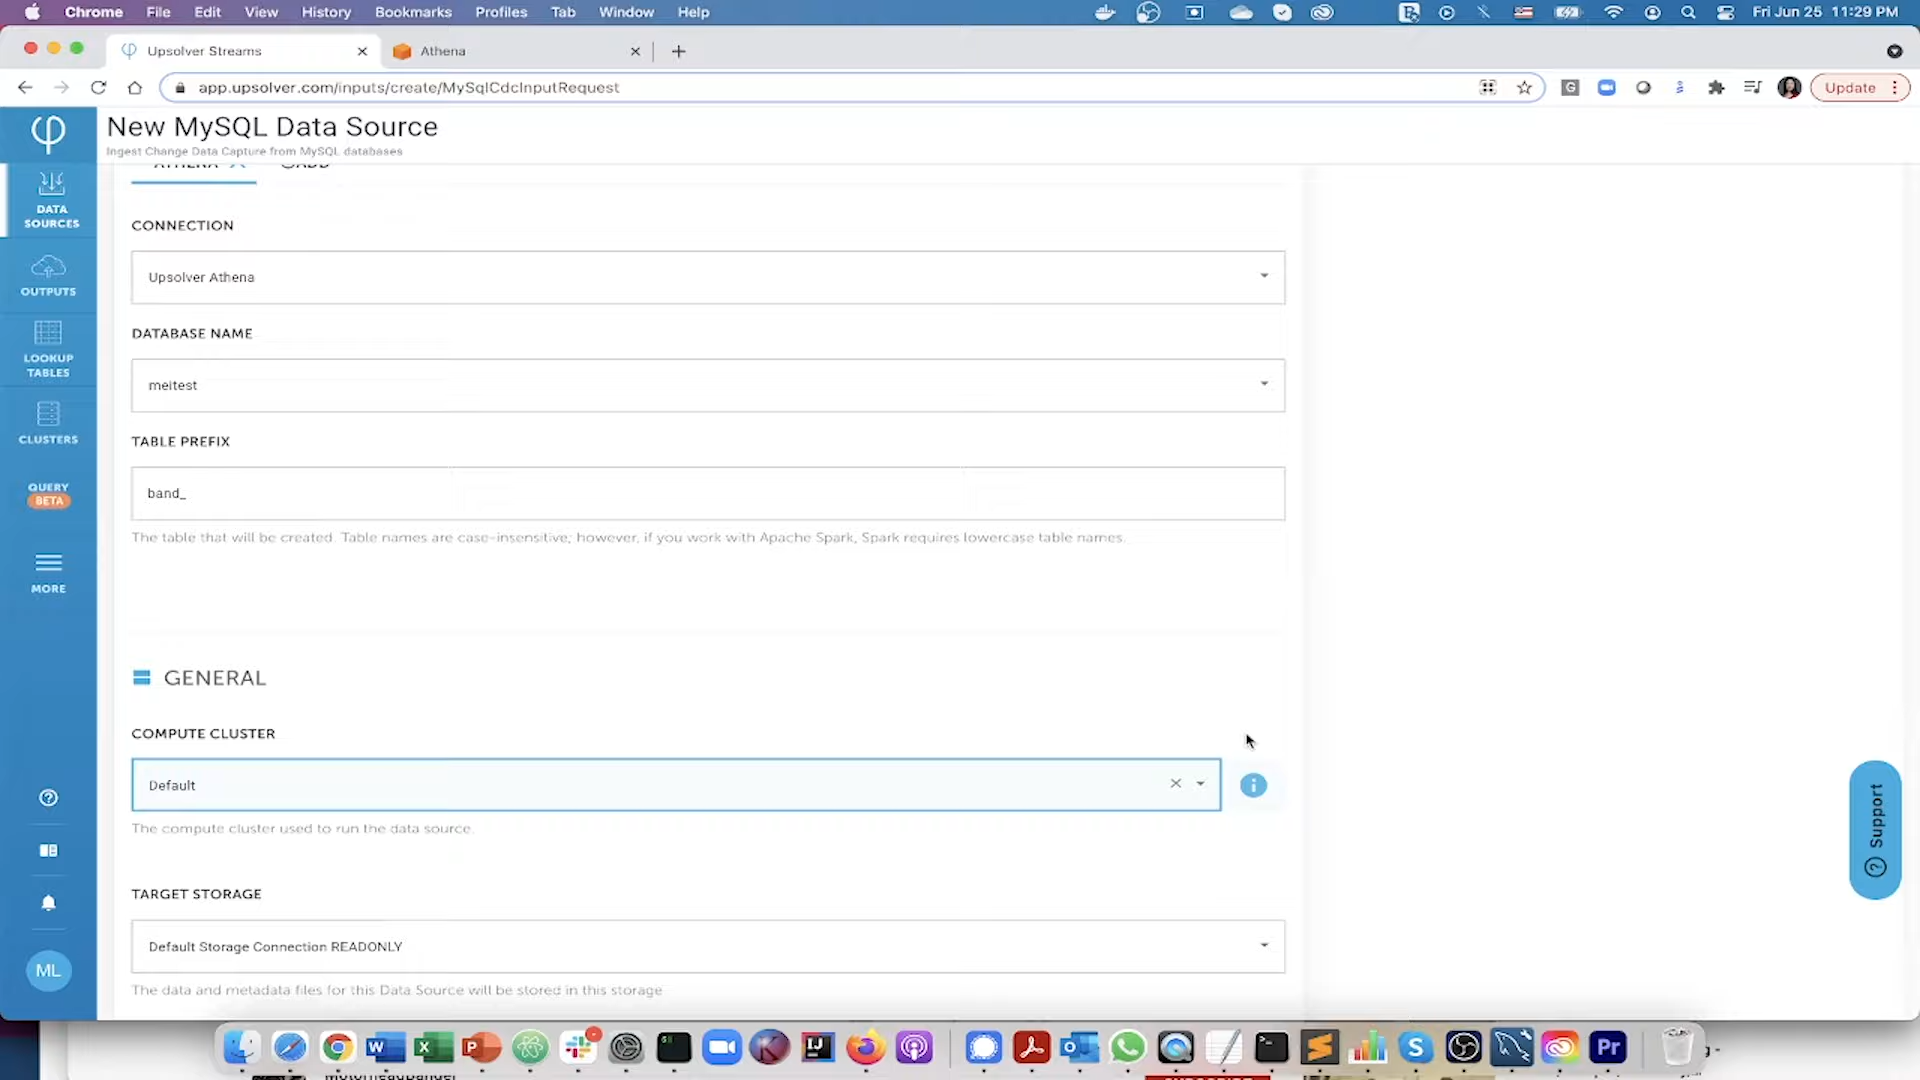 Chrome File Edit View History Bookmarks Profiles Tab Window Help Fri Jun 25 11:29 PM
Upsolver Streams Athena
app.upsolver.com/inputs/create/MySqlCdcInputRequest Update
New MySQL Data Source
Ingest Change Data Capture from MySQL databases
ATHENA ADD
DATA
SOURCES
OUTPUTS
LOOKUP
TABLES
CLUSTERS
QUERY
BETA
MORE
ML
CONNECTION
Upsolver Athena
DATABASE NAME
meitest
TABLE PREFIX
band_
The table that will be created. Table names are case-insensitive; however, if you work with Apache Spark, Spark requires lowercase table names.
GENERAL
COMPUTE CLUSTER
Default
The compute cluster used to run the data source.
TARGET STORAGE
Default Storage Connection READONLY
The data and metadata files for this Data Source will be stored in this storage
Support